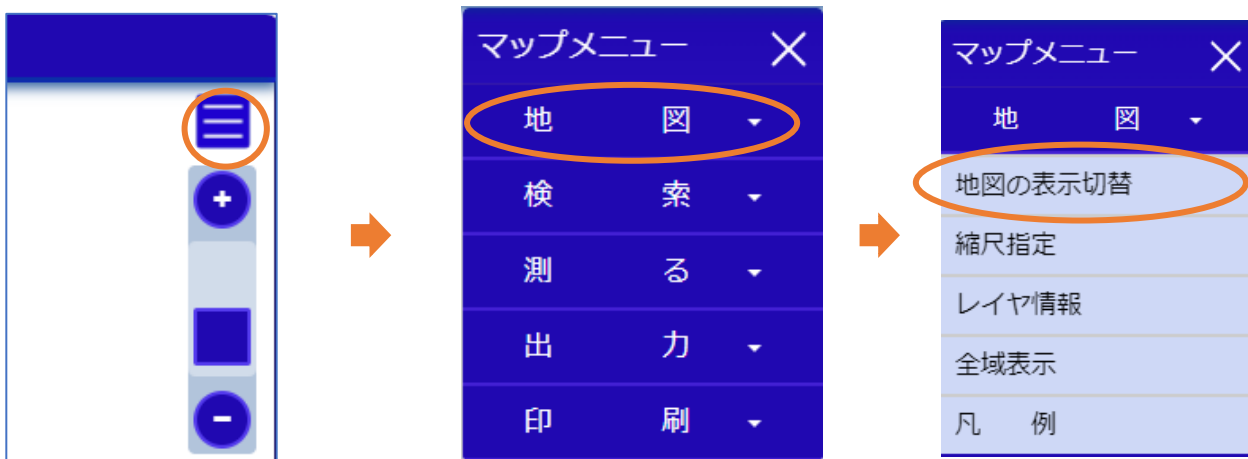 マップメニュー
地 図
検 索
測 る
出 力
印 刷
マップメニュー
地 図
地図の表示切替
縮尺指定
レイヤ情報
全域表示
凡 例